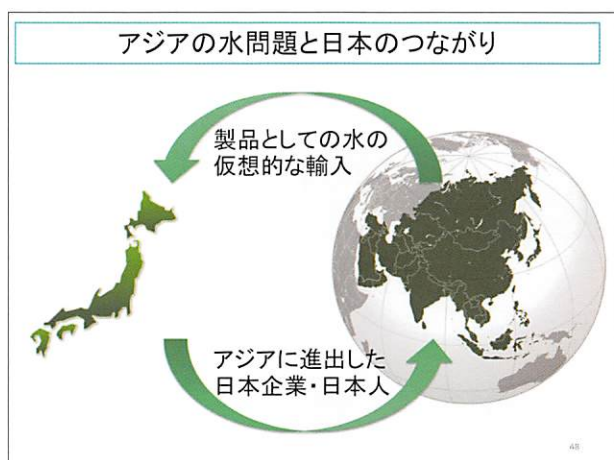 アジアの水問題と日本のつながり
製品としての水の
仮想的な輸入
アジアに進出した
日本企業・日本人